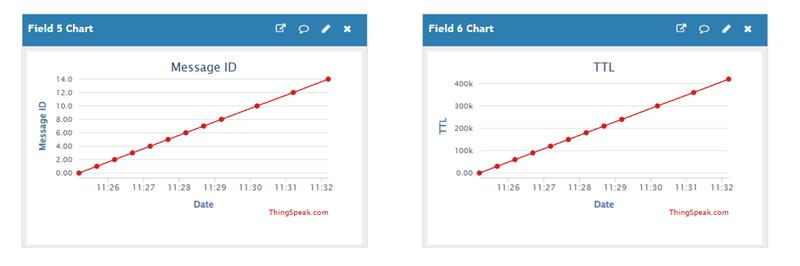 Field 5 Chart
Message ID
Message ID
14.0
12.0
10.0
8.00
6.00
4.00
2.00
0.00
11:26 11:27 11:28 11:29 11:30 11:31 11:32
Date
ThingSpeak.com
Field 6 Chart
TTL
TTL
400k
300k
200k
100k
0.00
11:26 11:27 11:28 11:29 11:30 11:31 11:32
Date
ThingSpeak.com